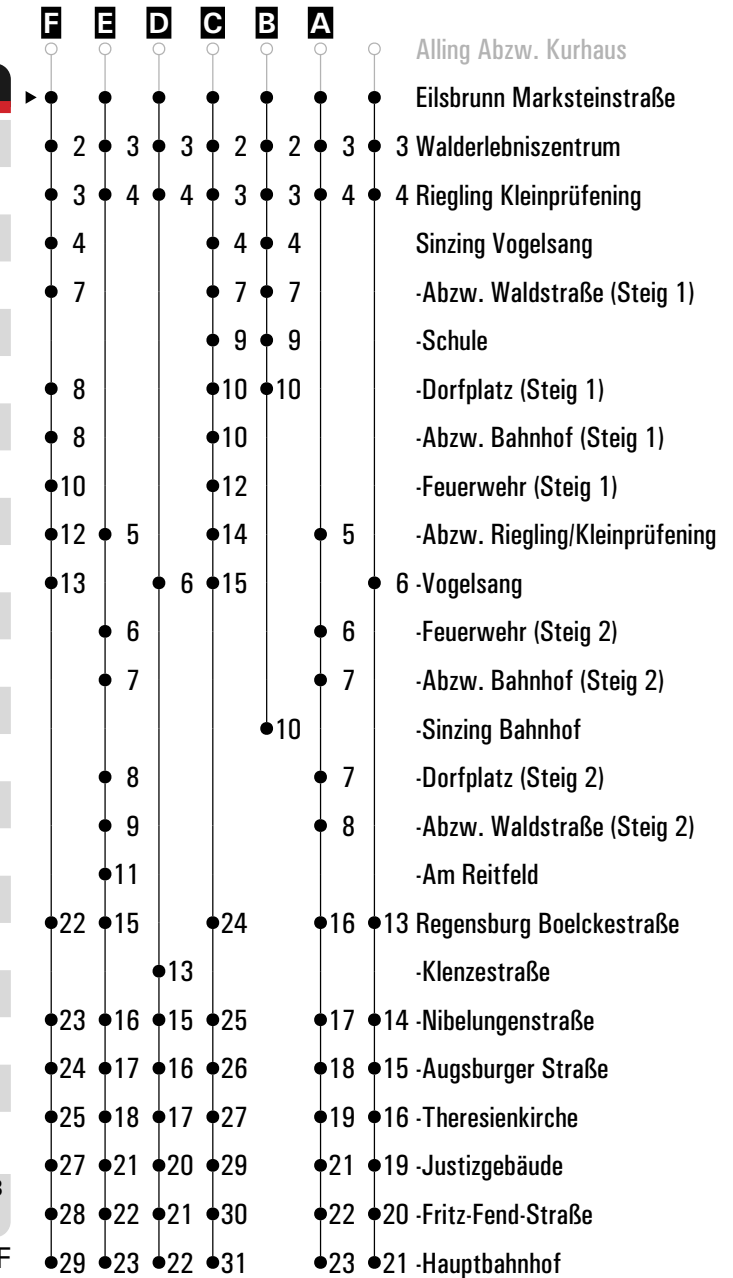 F E D C B A
Alling Abzw. Kurhaus
Eilsbrunn Marksteinstraße
2 3 3 2 2 3 3 Walderlebniszentrum
3 4 4 3 3 4 4 Riegling Kleinprüfening
4 4 4 Sinzing Vogelsang
7 7 7 -Abzw. Waldstraße (Steig 1)
9 9 -Schule
8 10 10 -Dorfplatz (Steig 1)
8 10 -Abzw. Bahnhof (Steig 1)
10 12 -Feuerwehr (Steig 1)
12 5 14 5 -Abzw. Riegling/Kleinprüfening
13 6 15 6 -Vogelsang
6 6 -Feuerwehr (Steig 2)
7 7 -Abzw. Bahnhof (Steig 2)
10 -Sinzing Bahnhof
8 7 -Dorfplatz (Steig 2)
9 8 -Abzw. Waldstraße (Steig 2)
11 -Am Reitfeld
22 15 24 16 13 Regensburg Boelckestraße
13 -Klenzestraße
23 16 15 25 17 14 -Nibelungenstraße
24 17 16 26 18 15 -Augsburger Straße
25 18 17 27 19 16 -Theresienkirche
27 21 20 29 21 19 -Justizgebäude
28 22 21 30 22 20 -Fritz-Fend-Straße
F
29 23 22 31 23 21 -Hauptbahnhof